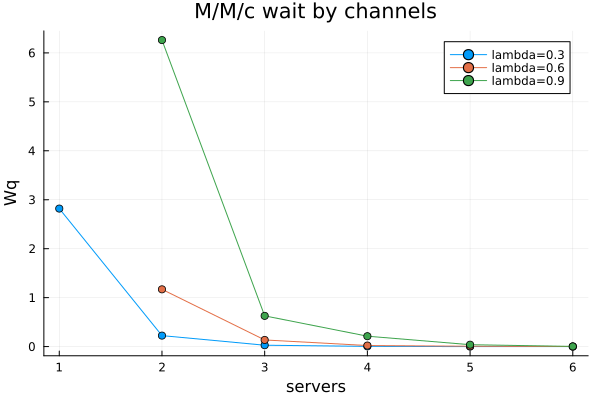 M/M/c wait by channels
lambda=0.3
lambda=0.6
lambda=0.9
Wq
6
5
4
3
2
1
0
1 2 3 4 5 6
servers